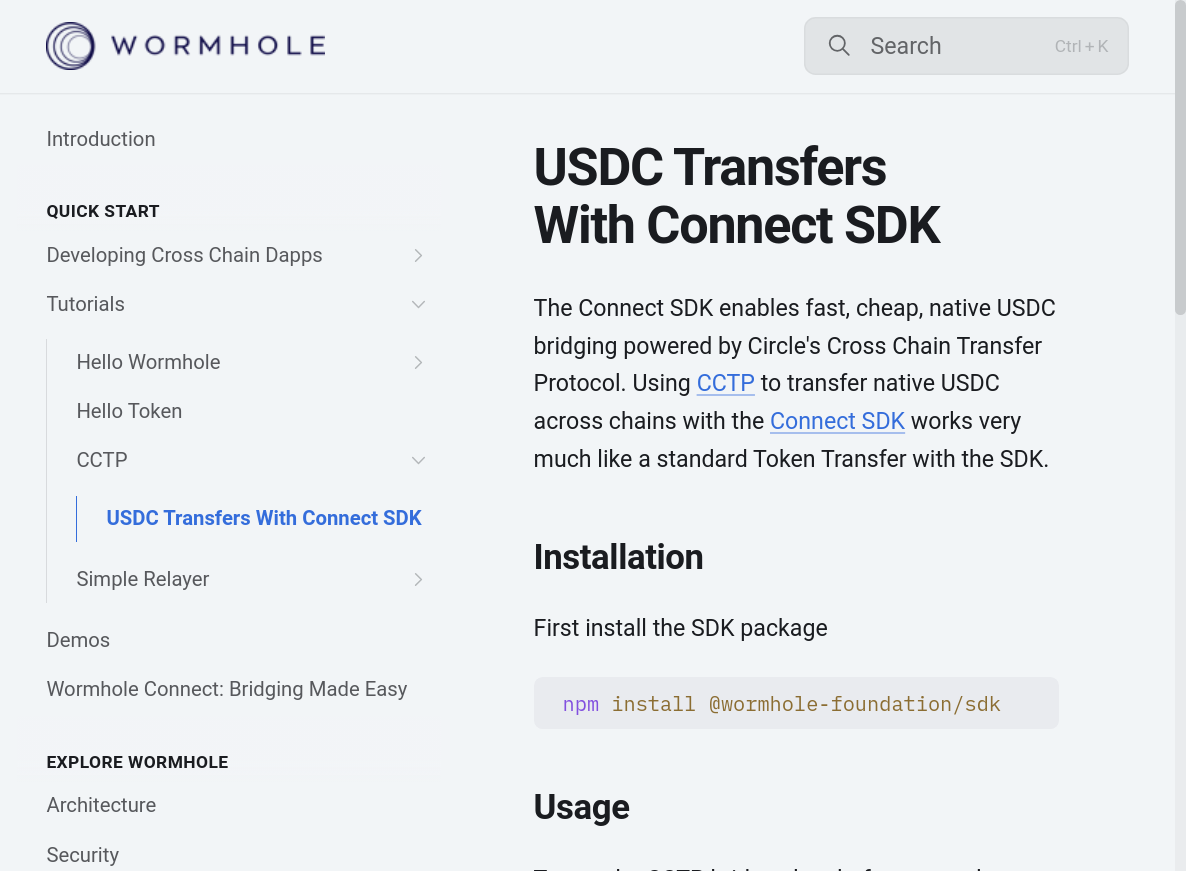 WORMHOLE
Search
Ctrl + K
Introduction
QUICK START
Developing Cross Chain Dapps
Tutorials
Hello Wormhole
Hello Token
CCTP
USDC Transfers With Connect SDK
Simple Relayer
Demos
Wormhole Connect: Bridging Made Easy
EXPLORE WORMHOLE
Architecture
Security
USDC Transfers
With Connect SDK
The Connect SDK enables fast, cheap, native USDC
bridging powered by Circle's Cross Chain Transfer
Protocol. Using CCTP to transfer native USDC
across chains with the Connect SDK works very
much like a standard Token Transfer with the SDK.
Installation
First install the SDK package
npm install @wormhole-foundation/sdk
Usage